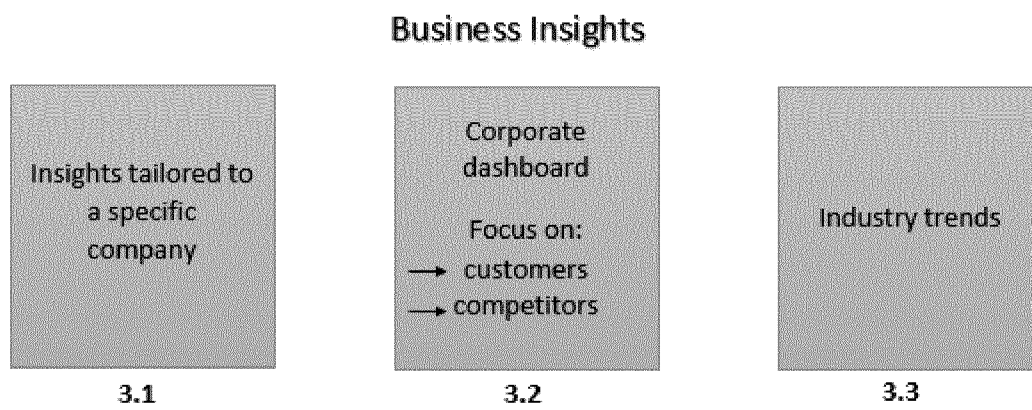 Business Insights
Insights tailored to
a specific
company
3.1
Corporate
dashboard
Focus on:
→ customers
→ competitors
3.2
Industry trends
3.3